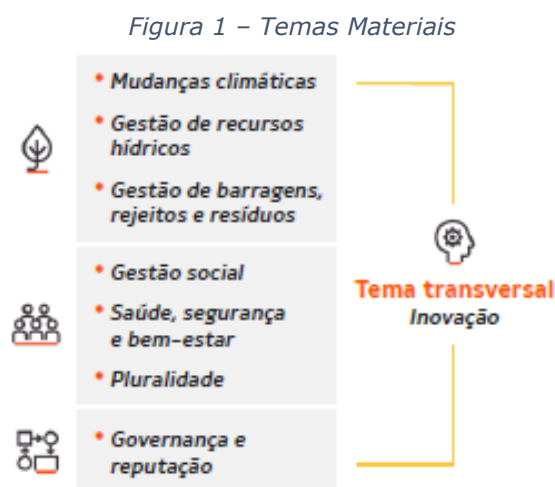 Figura 1 – Temas Materiais
• Mudanças climáticas
• Gestão de recursos
hídricos
• Gestão de barragens,
rejeitos e resíduos
• Gestão social
• Saúde, segurança
e bem-estar
• Pluralidade
• Governança e
reputação
Tema transversal
Inovação